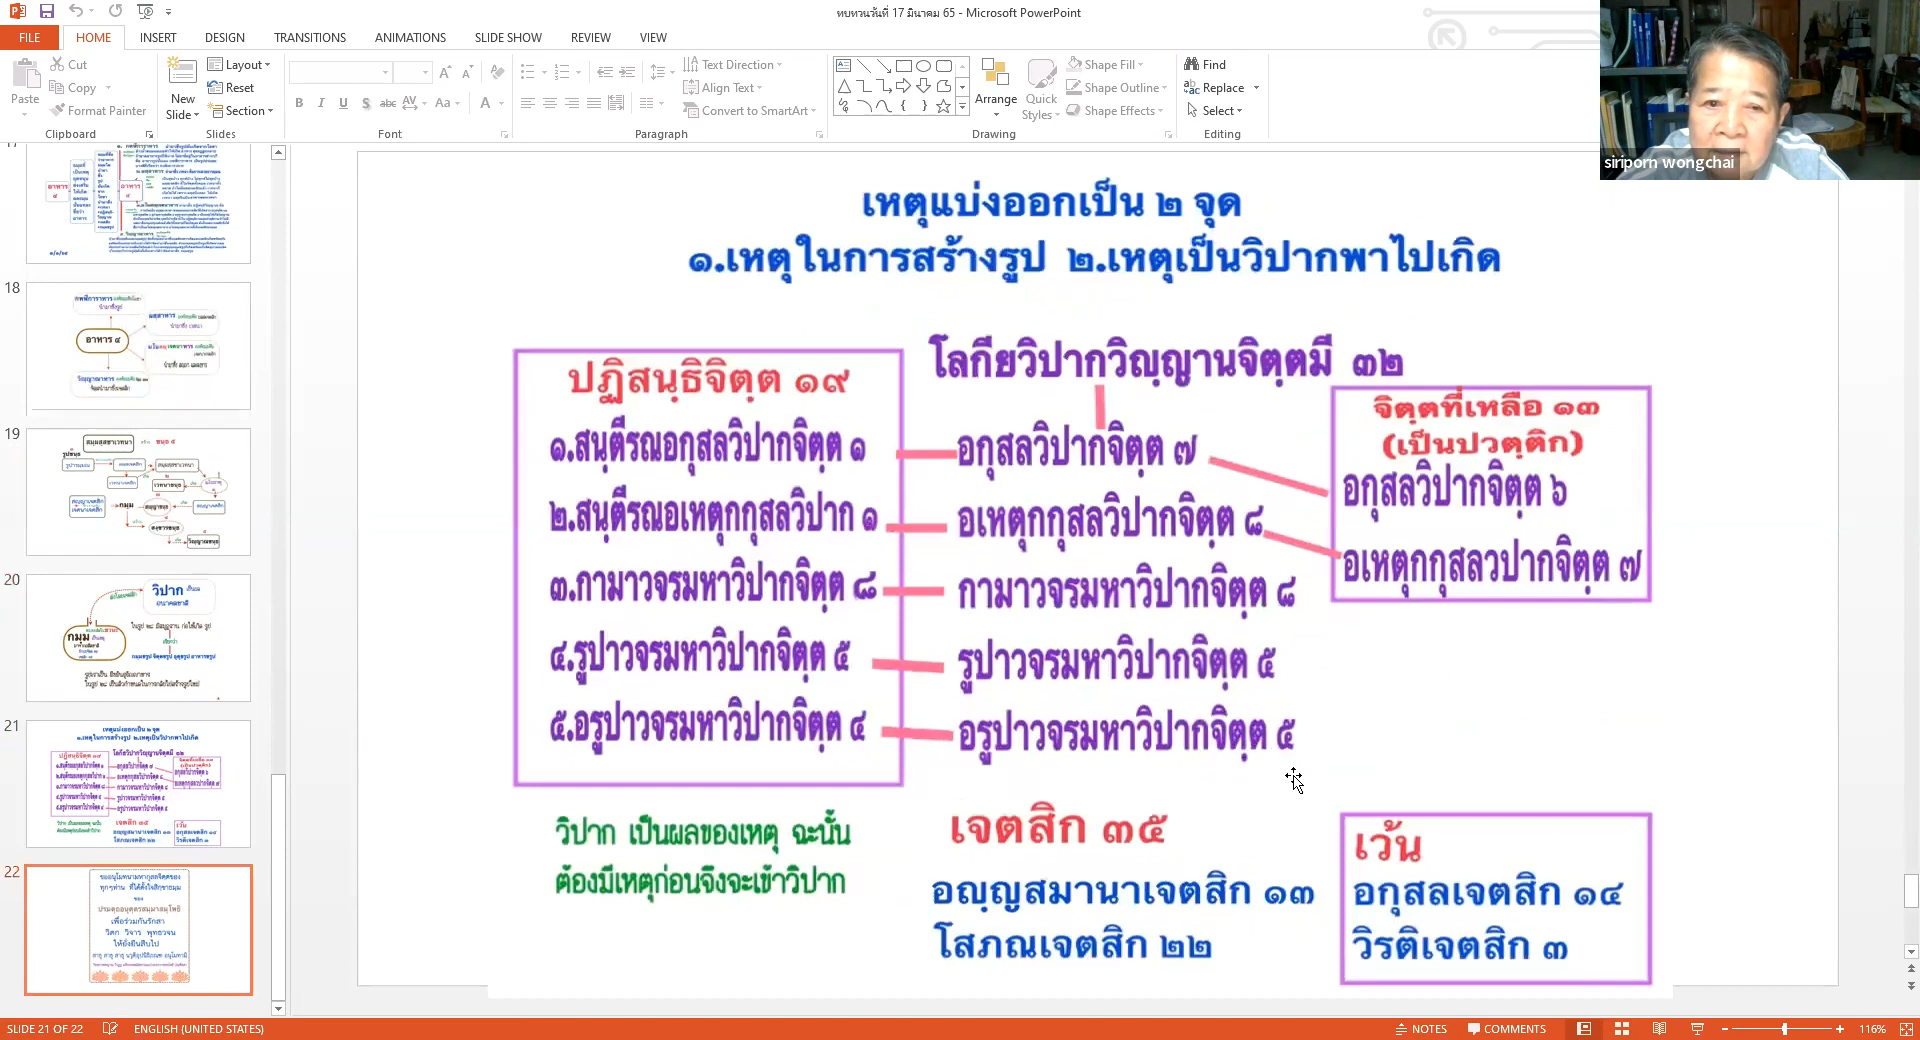 ทบทวนวันที่ 17 มีนาคม 65 - Microsoft PowerPoint
FILE HOME INSERT DESIGN TRANSITIONS ANIMATIONS SLIDE SHOW REVIEW VIEW
Paste
Cut
Copy
Format Painter
Clipboard
New Slide
Layout
Reset
Section
Slides
Font
Text Direction
Align Text
Convert to SmartArt
Paragraph
Arrange
Quick Styles
Shape Fill
Shape Outline
Shape Effects
Drawing
Find
Replace
Select
Editing
siriporn wongchai
18
อาหาร ๔
19
20
วิปาก
กมม
21
22
เหตุแบ่งออกเป็น ๒ จุด
๑.เหตุในการสร้างรูป ๒.เหตุเป็นวิปากพาไปเกิด
โลกียวิปากวิญฺญานจิตฺตมี ๓๒
ปฏิสนฺธิจิตฺต ๑๙
๑.สนฺตีรณอกุสลวิปากจิตฺต ๑
๒.สนฺตีรณอเหตุกกุสลวิปาก ๑
๓.กามาวจรมหาวิปากจิตฺต ๘
๔.รูปาวจรมหาวิปากจิตฺต ๕
๕.อรูปาวจรมหาวิปากจิตฺต ๔
อกุสลวิปากจิตฺต ๗
อเหตุกกุสลวิปากจิตฺต ๘
กามาวจรมหาวิปากจิตฺต ๘
รูปาวจรมหาวิปากจิตฺต ๕
อรูปาวจรมหาวิปากจิตฺต ๕
จิตฺตที่เหลือ ๑๓
(เป็นปวตฺติก)
อกุสลวิปากจิตฺต ๖
อเหตุกกุสลวปากจิตฺต ๗
วิปาก เป็นผลของเหตุ ฉะนั้น
ต้องมีเหตุก่อนจึงจะเข้าวิปาก
เจตสิก ๓๕
อญฺญสมานาเจตสิก ๑๓
โสภณเจตสิก ๒๒
เว้น
อกุสลเจตสิก ๑๔
วิรติเจตสิก ๓
SLIDE 21 OF 22 ENGLISH (UNITED STATES) NOTES COMMENTS 116%